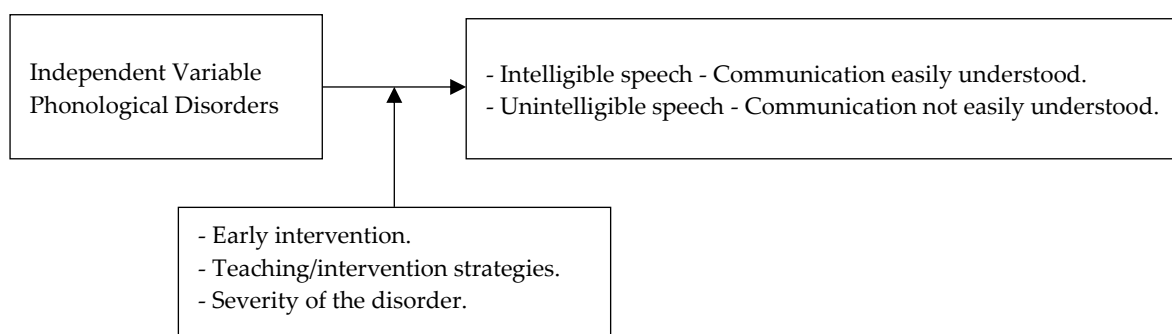 Independent Variable
Phonological Disorders
- Intelligible speech - Communication easily understood.
- Unintelligible speech - Communication not easily understood.
- Early intervention.
- Teaching/intervention strategies.
- Severity of the disorder.